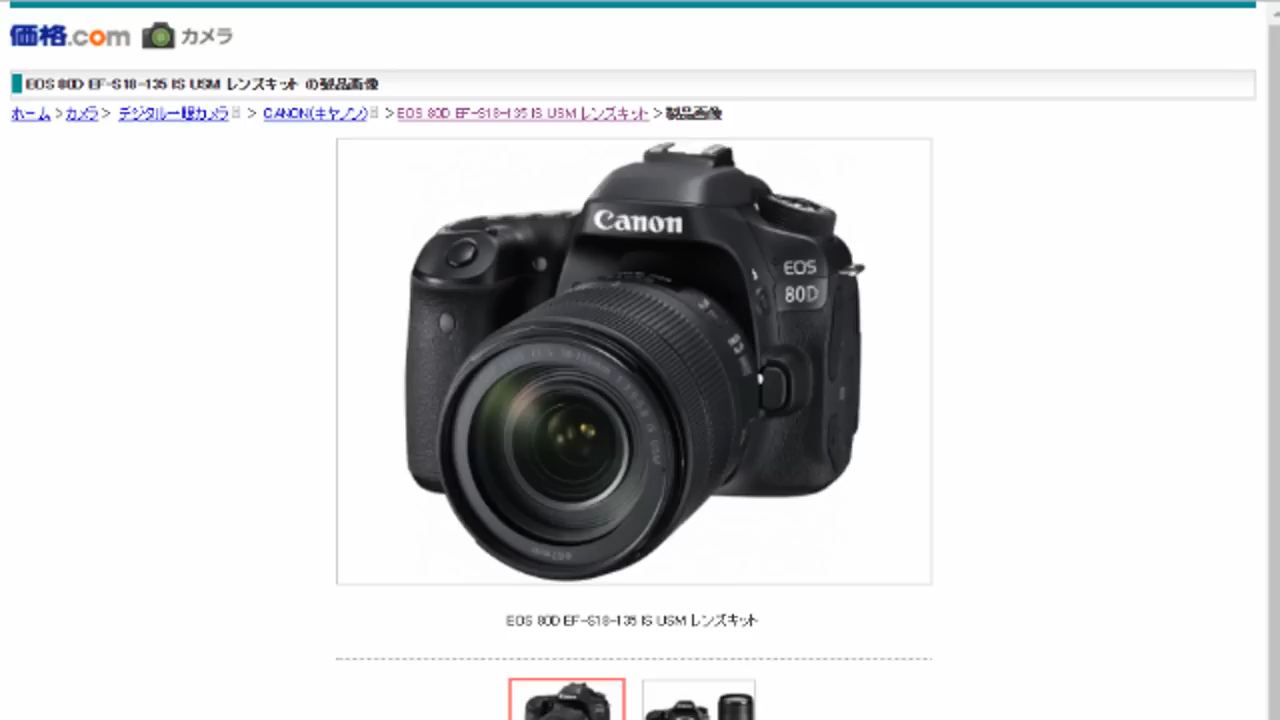 価格.com カメラ
EOS 80D EF-S18-135 IS USM レンズキット の製品画像
ホーム > カメラ > デジタル一眼カメラ > CANON(キヤノン) > EOS 80D EF-S18-135 IS USM レンズキット > 製品画像
Canon
EOS
80D
EOS 80D EF-S18-135 IS USM レンズキット